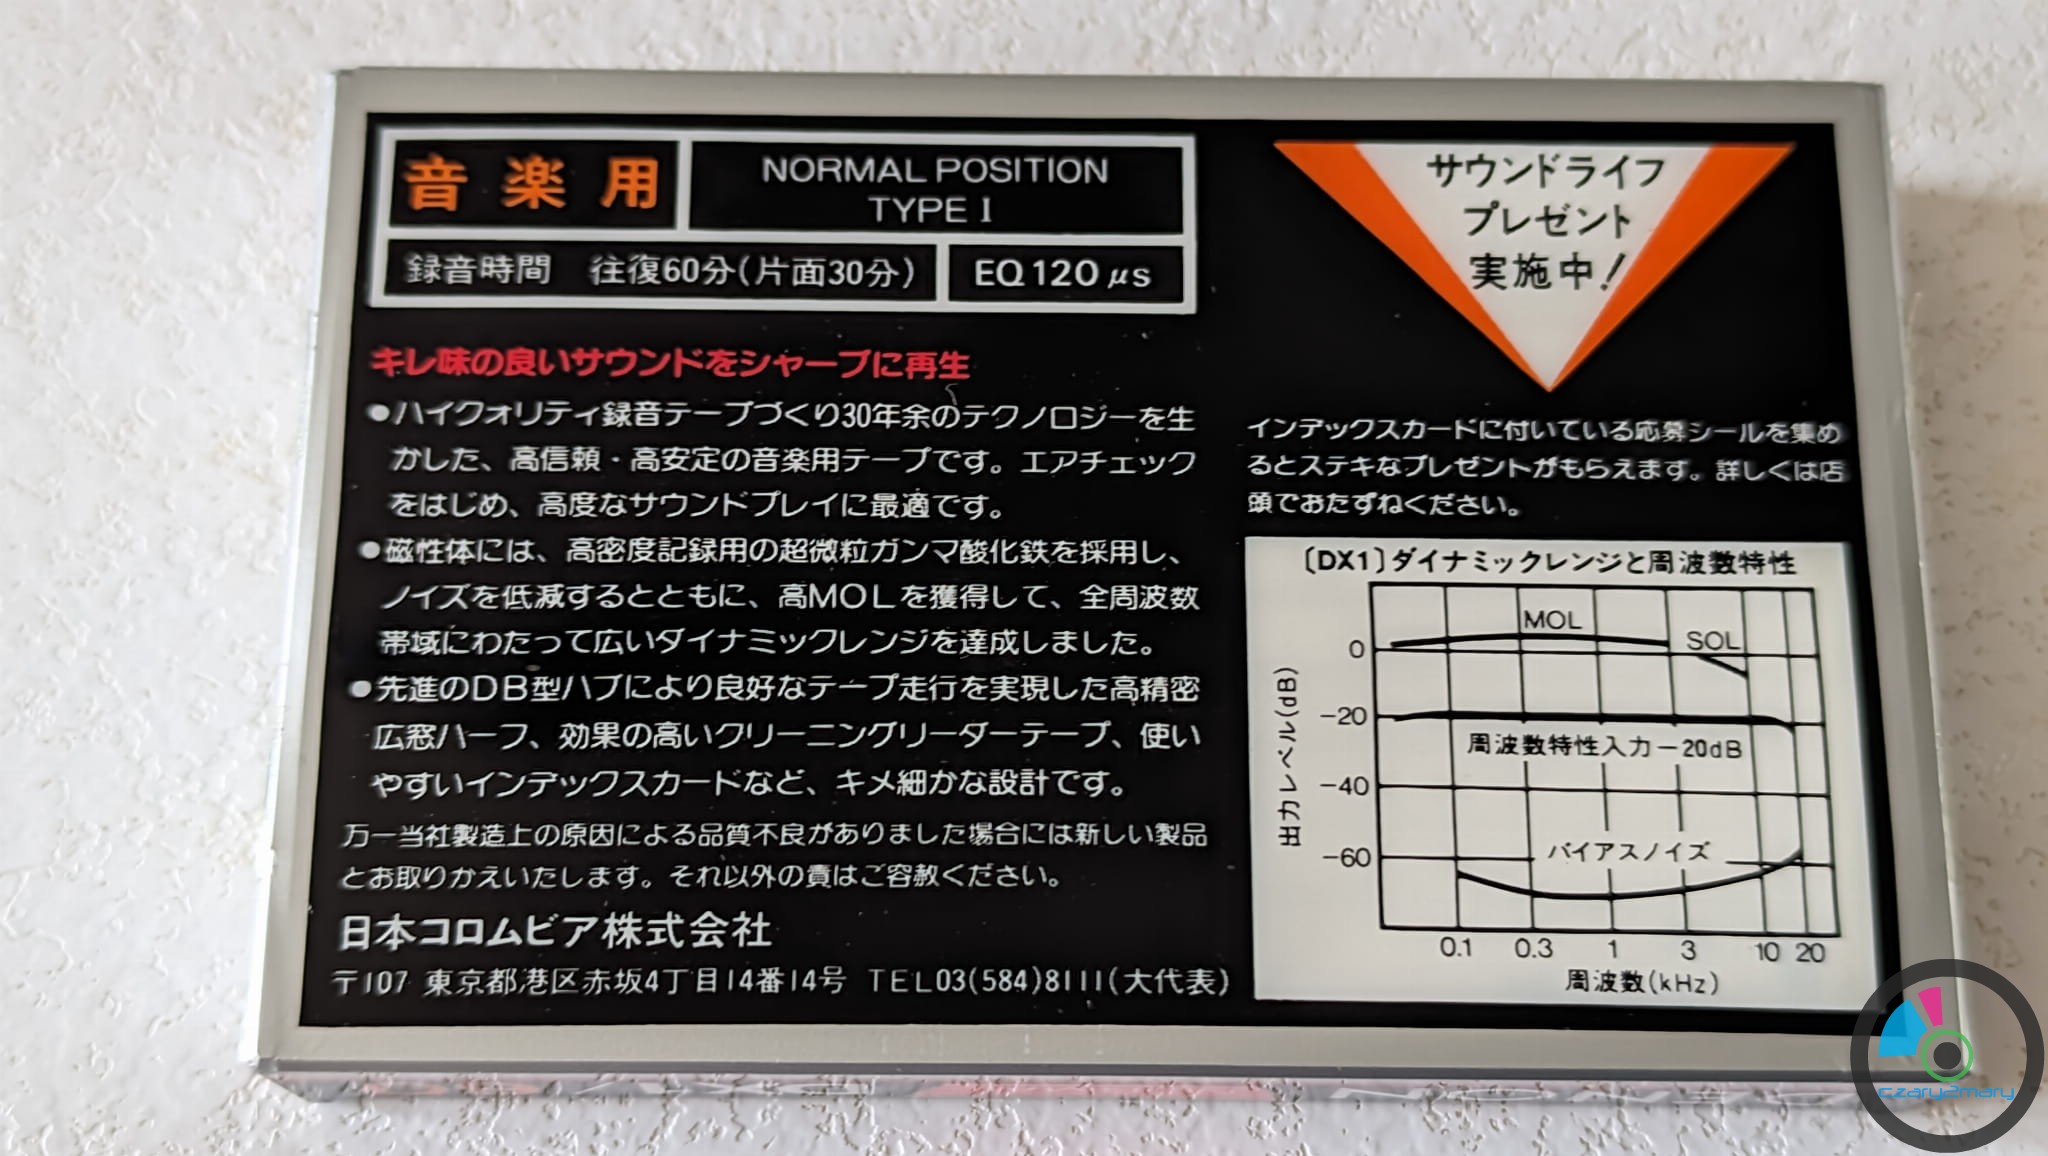 音楽用
NORMAL POSITION
TYPE I
録音時間 往復60分(片面30分)
EQ 120 μs
キレ味の良いサウンドをシャープに再生
●ハイクォリティ録音テープづくり30年余のテクノロジーを生
かした、高信頼・高安定の音楽用テープです。エアチェック
をはじめ、高度なサウンドプレイに最適です。
●磁性体には、高密度記録用の超微粒ガンマ酸化鉄を採用し、
ノイズを低減するとともに、高MOLを獲得して、全周波数
帯域にわたって広いダイナミックレンジを達成しました。
●先進のDB型ハブにより良好なテープ走行を実現した高精密
広窓ハーフ、効果の高いクリーニングリーダーテープ、使い
やすいインデックスカードなど、キメ細かな設計です。
万一当社製造上の原因による品質不良がありました場合には新しい製品
とお取りかえいたします。それ以外の責はご容赦ください。
日本コロムビア株式会社
〒107 東京都港区赤坂4丁目14番14号 TEL03(584)8111(大代表)
サウンドライフ
プレゼント
実施中!
インデックスカードに付いている応募シールを集め
るとステキなプレゼントがもらえます。詳しくは店
頭でおたずねください。
〔DX1〕ダイナミックレンジと周波数特性
MOL
SOL
0
-20
周波数特性入力-20dB
-40
バイアスノイズ
-60
出力レベル(dB)
0.1 0.3 1 3 10 20
周波数(kHz)
czary2mary